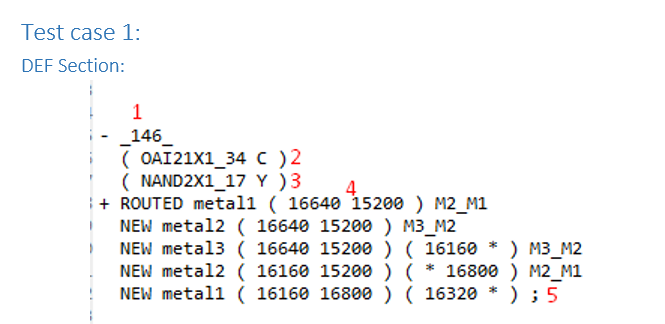 Test case 1:
DEF Section:
1
- _146_
( OAI21X1_34 C ) 2
( NAND2X1_17 Y ) 3
4
+ ROUTED metal1 ( 16640 15200 ) M2_M1
NEW metal2 ( 16640 15200 ) M3_M2
NEW metal3 ( 16640 15200 ) ( 16160 * ) M3_M2
NEW metal2 ( 16160 15200 ) ( * 16800 ) M2_M1
NEW metal1 ( 16160 16800 ) ( 16320 * ) ; 5